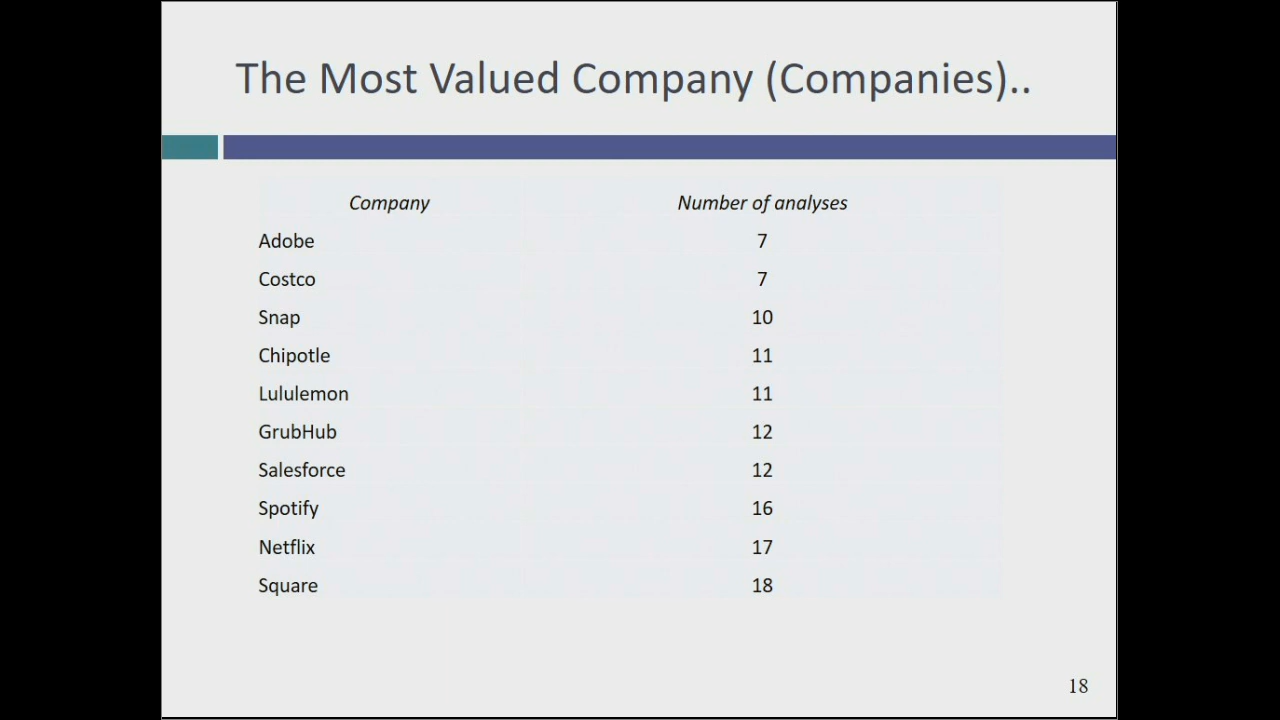 The Most Valued Company (Companies)..
Company Number of analyses
Adobe 7
Costco 7
Snap 10
Chipotle 11
Lululemon 11
GrubHub 12
Salesforce 12
Spotify 16
Netflix 17
Square 18
18